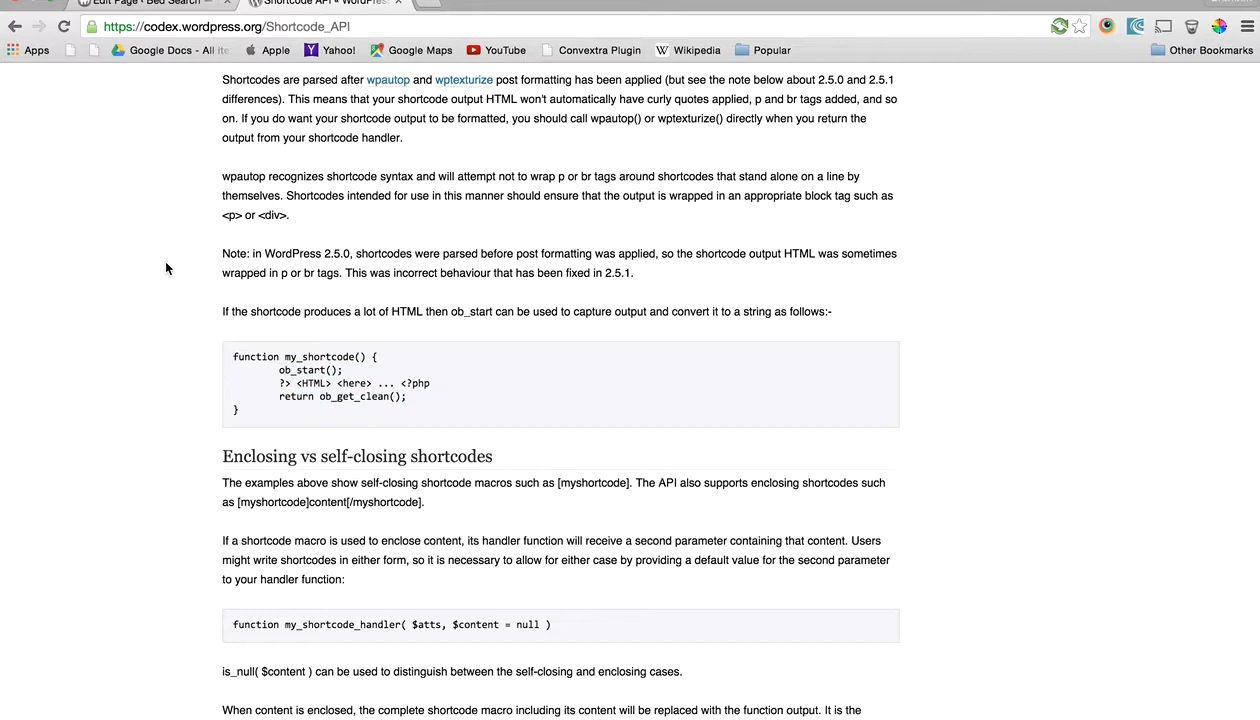 Edit Page ‹ Bed Search —
Shortcode API « WordPres
https://codex.wordpress.org/Shortcode_API
Apps
Google Docs - All ite
Apple
Yahoo!
Google Maps
YouTube
Convextra Plugin
W Wikipedia
Popular
Other Bookmarks
Shortcodes are parsed after wpautop and wptexturize post formatting has been applied (but see the note below about 2.5.0 and 2.5.1
differences). This means that your shortcode output HTML won't automatically have curly quotes applied, p and br tags added, and so
on. If you do want your shortcode output to be formatted, you should call wpautop() or wptexturize() directly when you return the
output from your shortcode handler.
wpautop recognizes shortcode syntax and will attempt not to wrap p or br tags around shortcodes that stand alone on a line by
themselves. Shortcodes intended for use in this manner should ensure that the output is wrapped in an appropriate block tag such as
<p> or <div>.
Note: in WordPress 2.5.0, shortcodes were parsed before post formatting was applied, so the shortcode output HTML was sometimes
wrapped in p or br tags. This was incorrect behaviour that has been fixed in 2.5.1.
If the shortcode produces a lot of HTML then ob_start can be used to capture output and convert it to a string as follows:-
function my_shortcode() {
ob_start();
?> <HTML> <here> ... <?php
return ob_get_clean();
}
Enclosing vs self-closing shortcodes
The examples above show self-closing shortcode macros such as [myshortcode]. The API also supports enclosing shortcodes such
as [myshortcode]content[/myshortcode].
If a shortcode macro is used to enclose content, its handler function will receive a second parameter containing that content. Users
might write shortcodes in either form, so it is necessary to allow for either case by providing a default value for the second parameter
to your handler function:
function my_shortcode_handler( $atts, $content = null )
is_null( $content ) can be used to distinguish between the self-closing and enclosing cases.
When content is enclosed, the complete shortcode macro including its content will be replaced with the function output. It is the